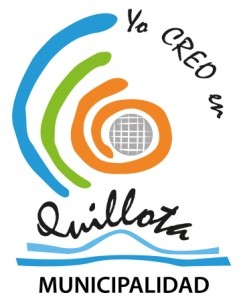 Yo CREO en
Quillota
MUNICIPALIDAD